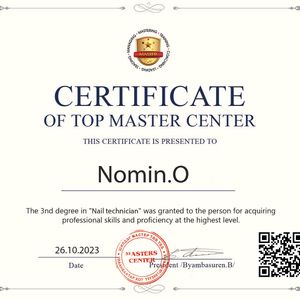 CERTIFICATE
OF TOP MASTER CENTER
THIS CERTIFICATE IS PRESENTED TO
Nomin.O
The 3nd degree in "Nail technician" was granted to the person for acquiring
professional skills and proficiency at the highest level.
26.10.2023
Date
MASTERS
CENTER
President /Byambasuren.B/